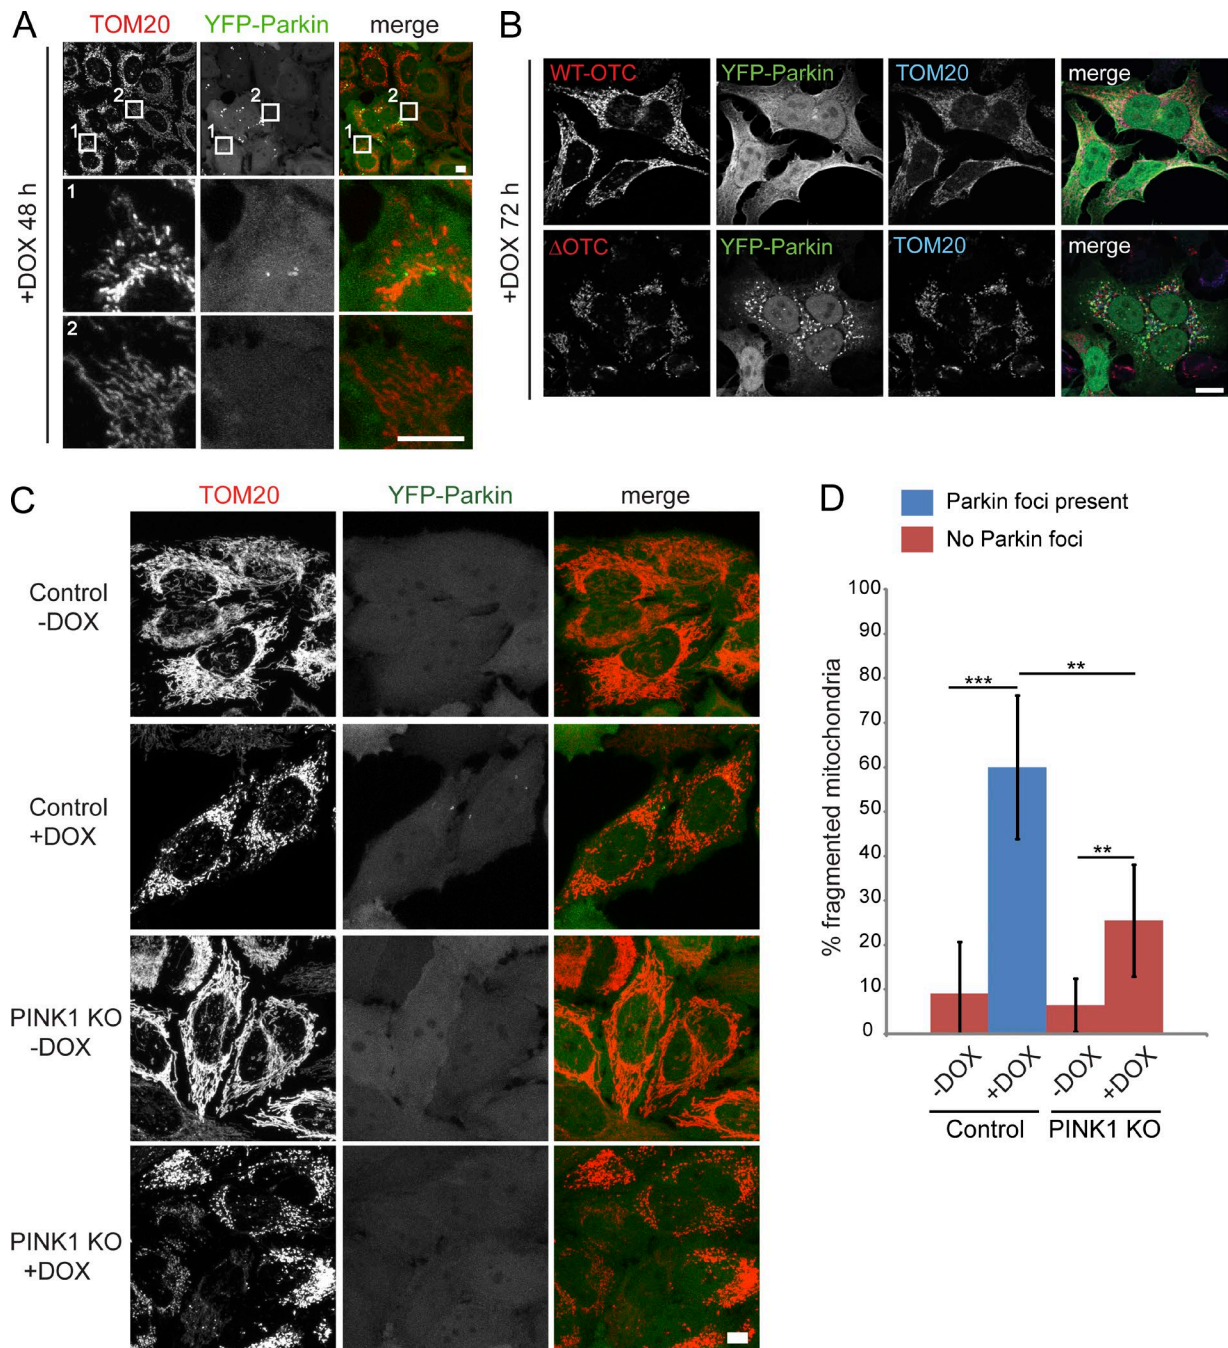 A
TOM20
YFP-Parkin
merge
+DOX 48 h
2
1
2
1
2
1
1
2
B
+DOX 72 h
WT-OTC
YFP-Parkin
TOM20
merge
ΔOTC
YFP-Parkin
TOM20
merge
C
TOM20
YFP-Parkin
merge
Control
-DOX
Control
+DOX
PINK1 KO
-DOX
PINK1 KO
+DOX
D
Parkin foci present
No Parkin foci
% fragmented mitochondria
100
90
80
70
60
50
40
30
20
10
0
***
**
**
-DOX
+DOX
-DOX
+DOX
Control
PINK1 KO